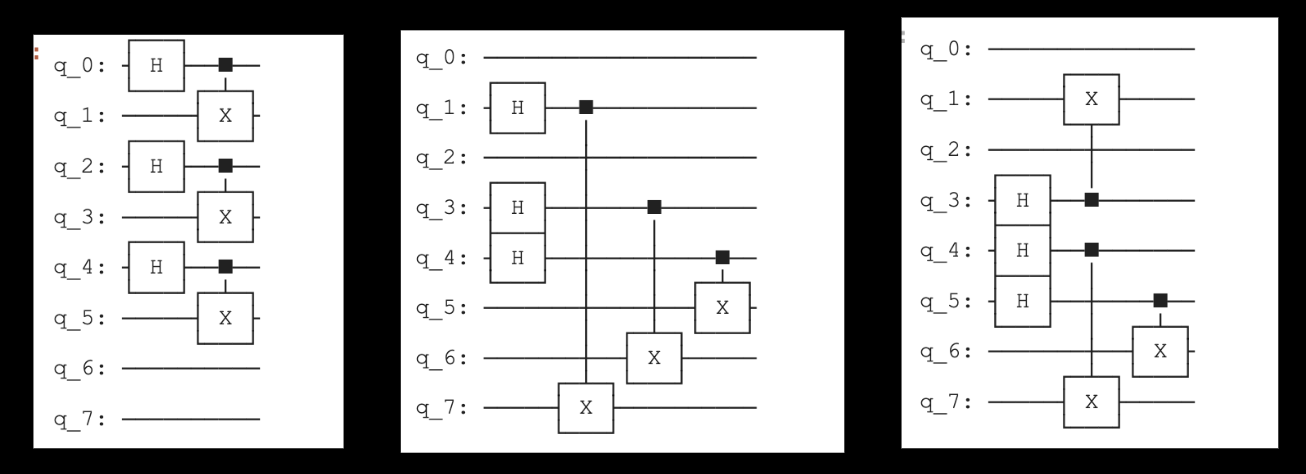 q_0: H
q_1: X
q_2: H
q_3: X
q_4: H
q_5: X
q_6:
q_7:
q_0:
q_1: H
q_2:
q_3: H
q_4: H
q_5: X
q_6: X
q_7: X
q_0:
q_1: X
q_2:
q_3: H
q_4: H
q_5: H
q_6: X
q_7: X